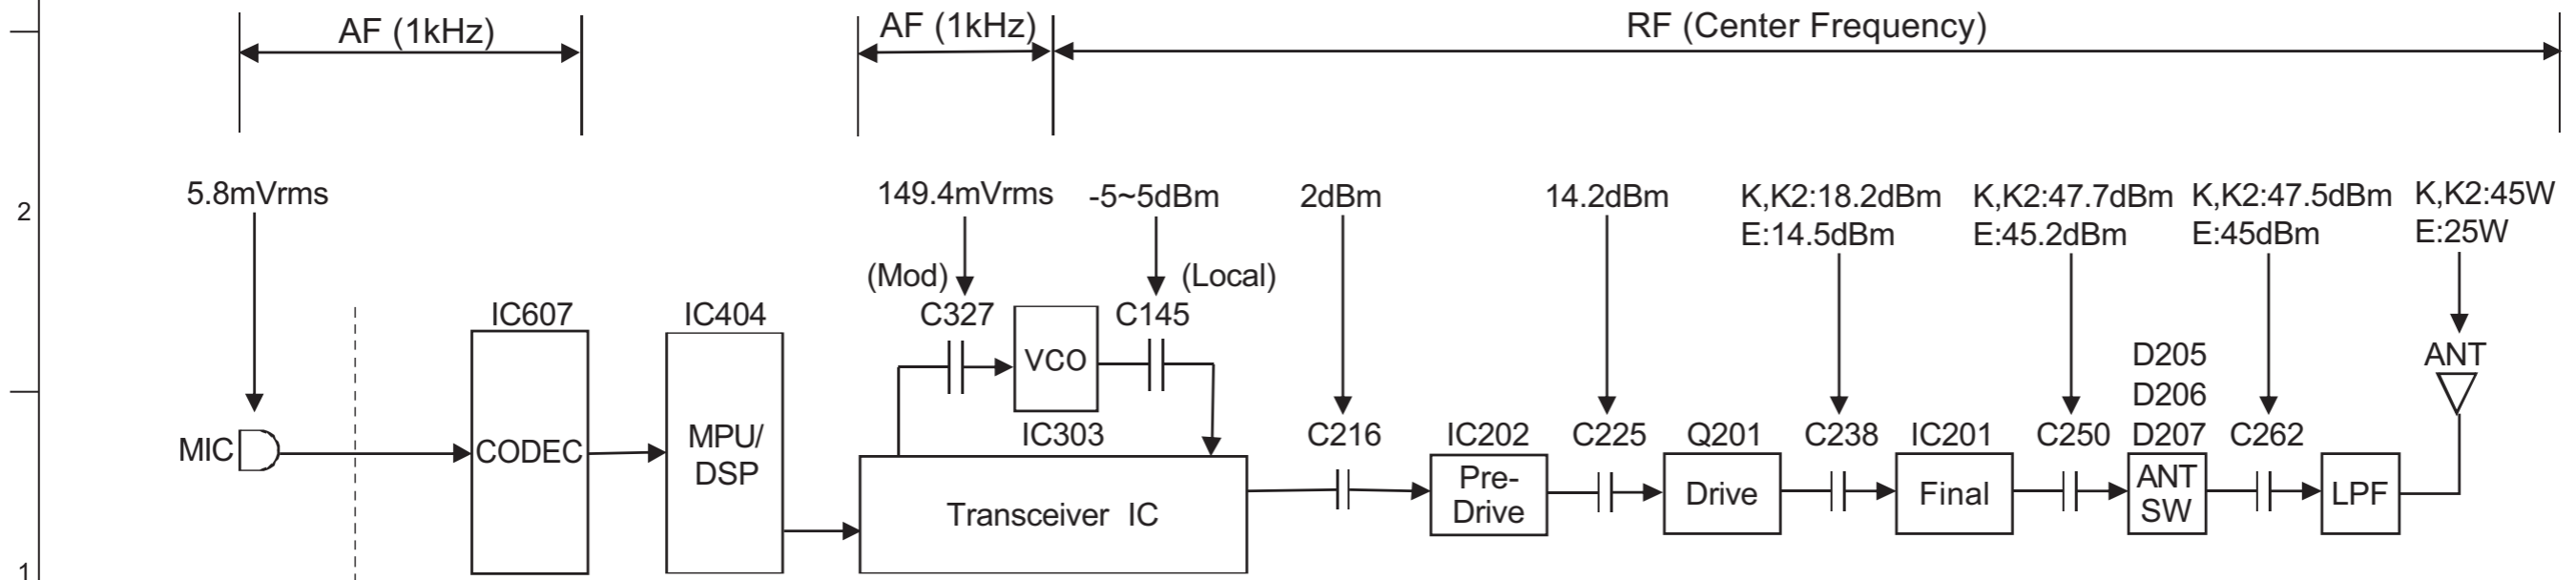 AF (1kHz)
AF (1kHz)
RF (Center Frequency)
2
5.8mVrms
149.4mVrms
-5~5dBm
2dBm
14.2dBm
K,K2:18.2dBm
E:14.5dBm
K,K2:47.7dBm
E:45.2dBm
K,K2:47.5dBm
E:45dBm
K,K2:45W
E:25W
(Mod)
(Local)
IC607
IC404
C327
C145
VCO
ANT
D205
D206
D207
MIC
CODEC
MPU/
DSP
IC303
Transceiver IC
C216
IC202
Pre-
Drive
C225
Q201
Drive
C238
IC201
Final
C250
ANT
SW
C262
LPF
1